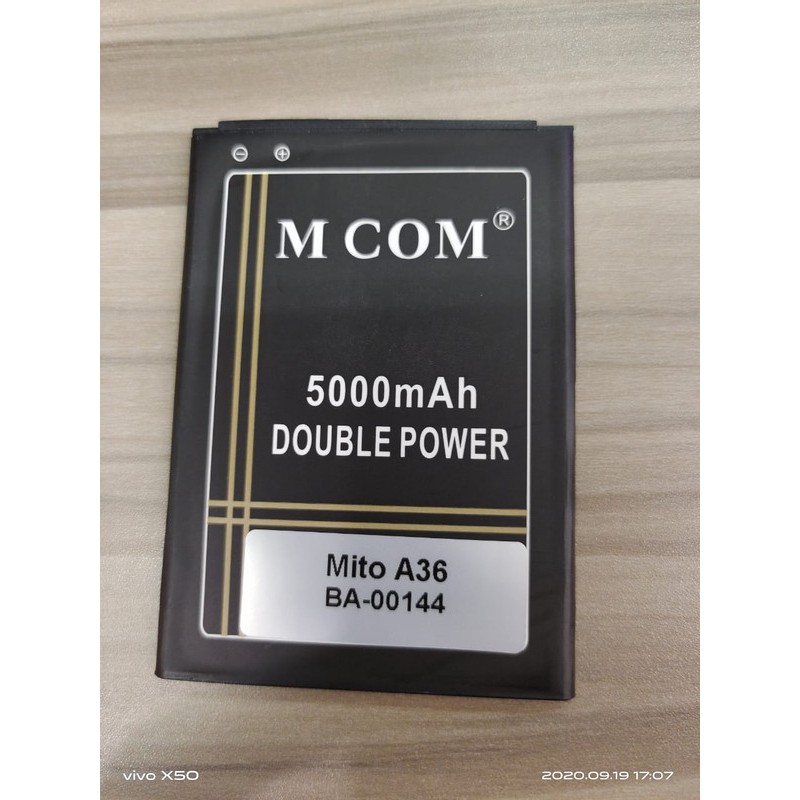 M COM®
5000mAh
DOUBLE POWER
Mito A36
BA-00144
vivo X50
2020.09.19 17:07